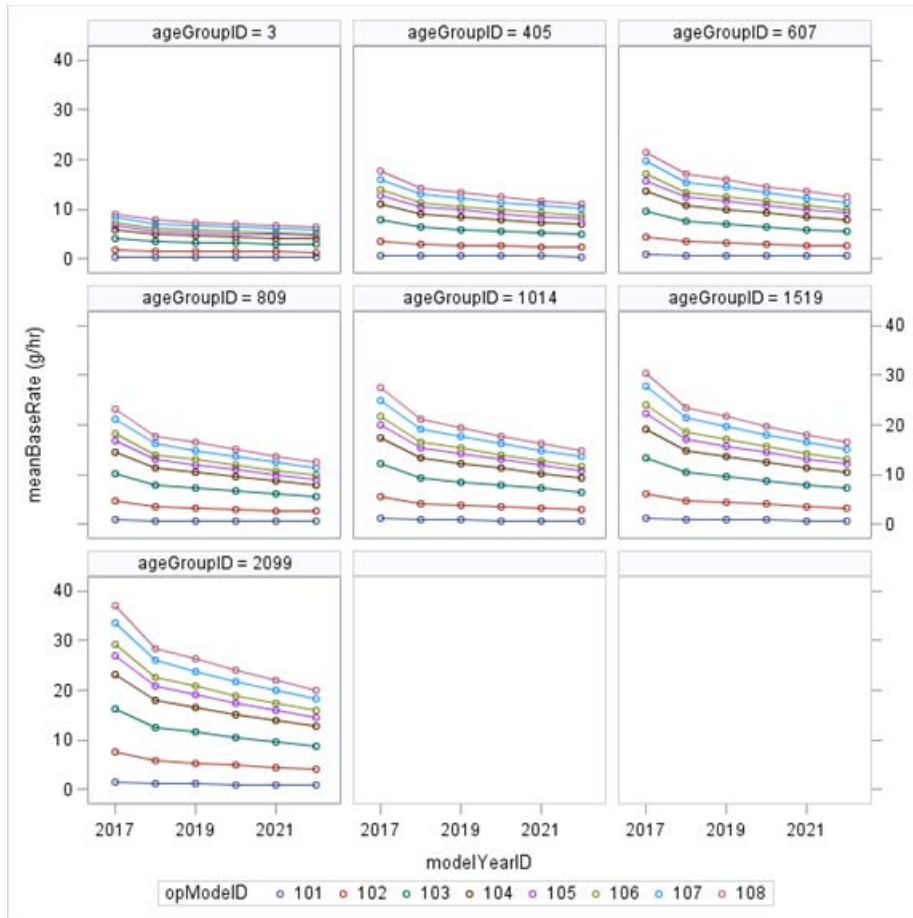 ageGroupID = 3
ageGroupID = 405
ageGroupID = 607
40
30
20
10
0
ageGroupID = 809
ageGroupID = 1014
ageGroupID = 1519
meanBaseRate (g/hr)
40
30
20
10
0
ageGroupID = 2099
40
30
20
10
0
2017 2019 2021
2017 2019 2021
2017 2019 2021
modelYearID
opModelID 101 102 103 104 105 106 107 108